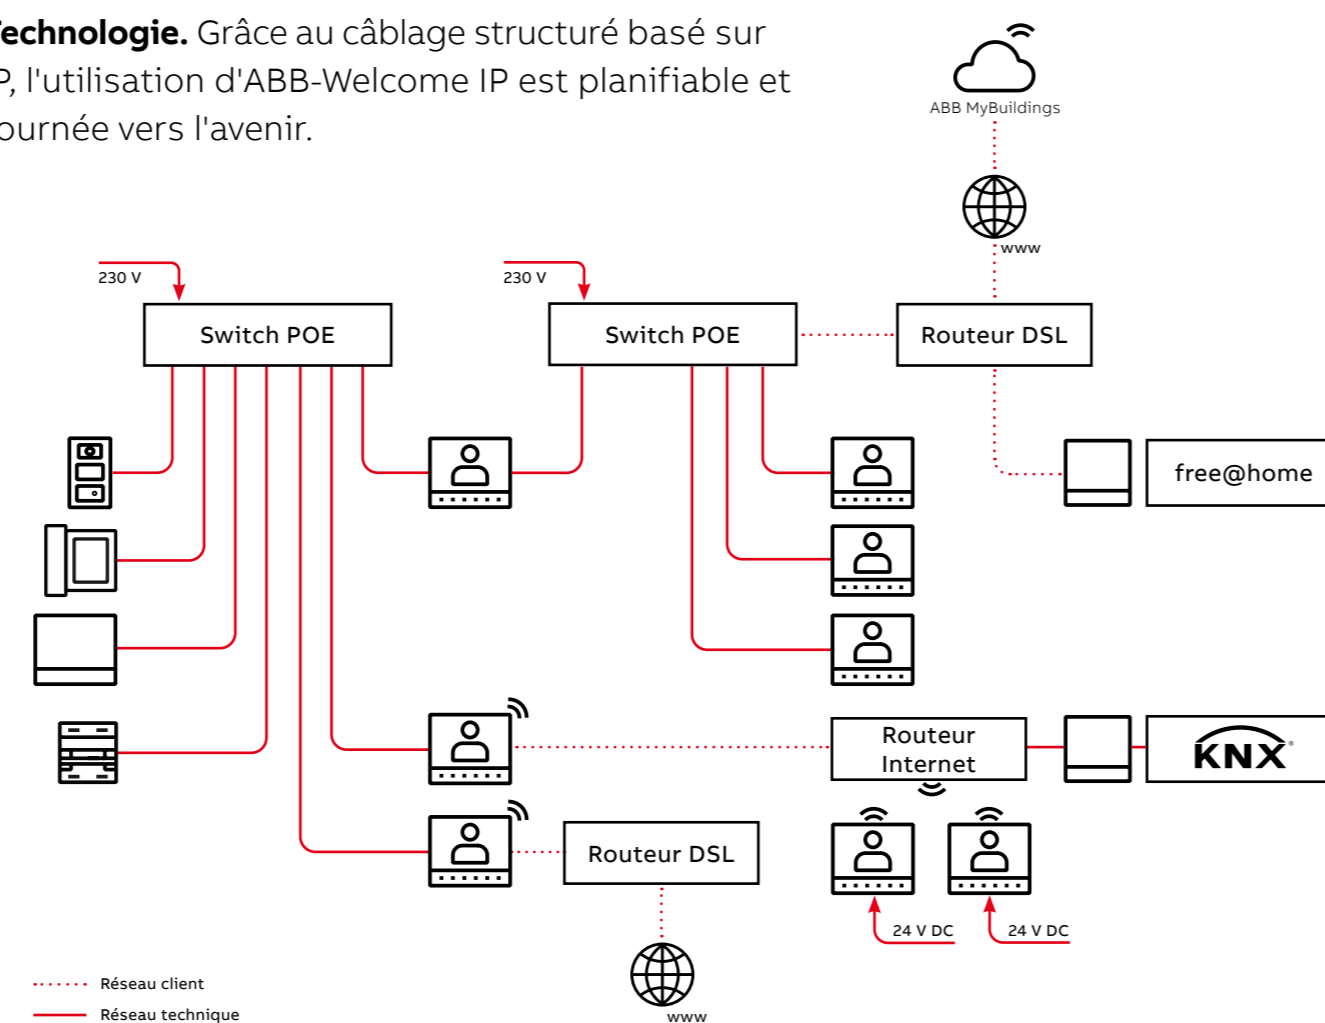 Technologie. Grâce au câblage structuré basé sur
P, l'utilisation d'ABB-Welcome IP est planifiable et
ournée vers l'avenir.
ABB MyBuildings
www
230 V
230 V
Switch POE
Switch POE
Routeur DSL
free@home
Routeur
Internet
KNX®
Routeur DSL
24 V DC
24 V DC
Réseau client
Réseau technique
www